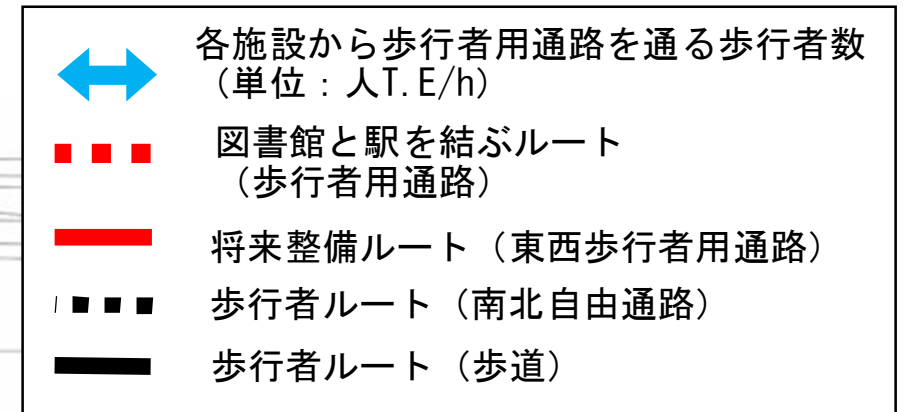 各施設から歩行者用通路を通る歩行者数
（単位：人T.E/h）
図書館と駅を結ぶルート
（歩行者用通路）
将来整備ルート（東西歩行者用通路）
歩行者ルート（南北自由通路）
歩行者ルート（歩道）